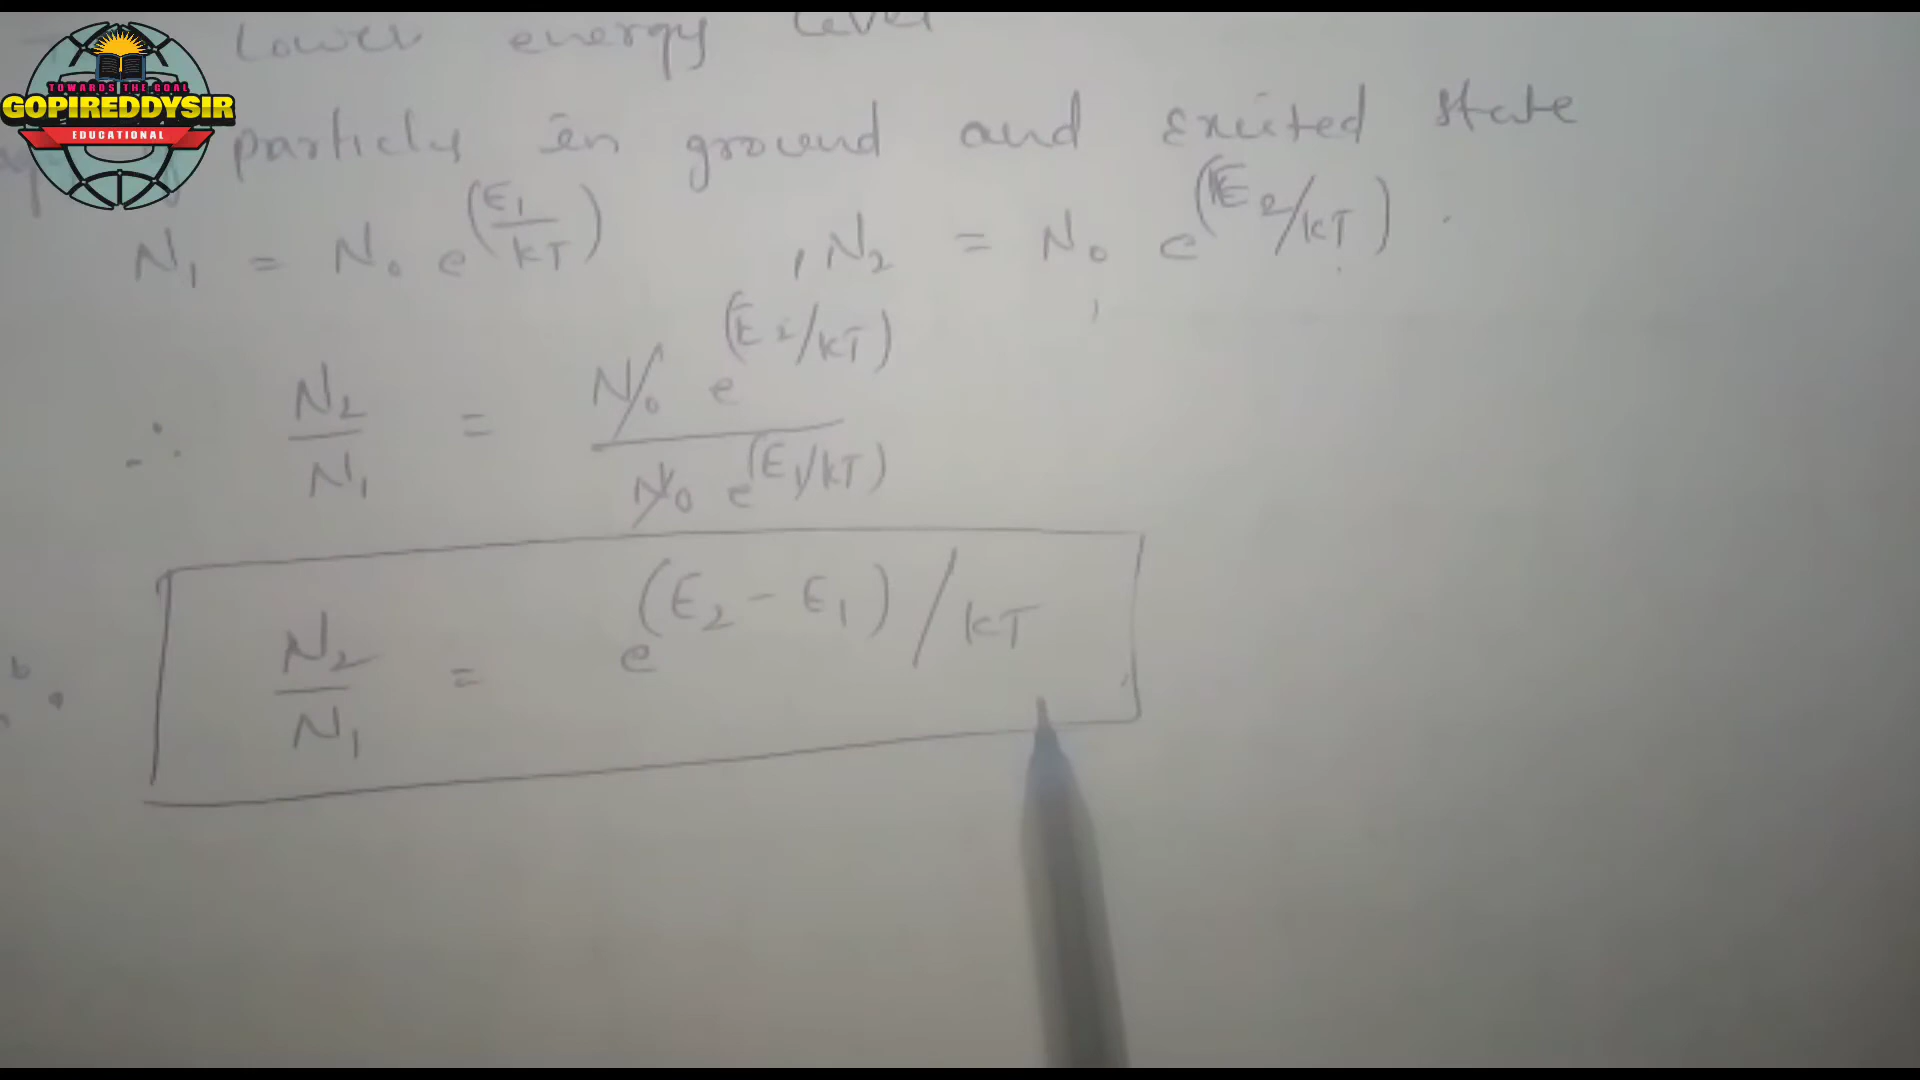 lower energy level
TOWARDS THE GOAL
GOPIREDDYSIR
EDUCATIONAL
particls in ground and excited state
N₁ = N₀ e^(E₁/kT) , N₂ = N₀ e^(E₂/kT) .
∴ N₂/N₁ = N₀ e^(E₂/kT) / N₀ e^(E₁/kT)
∴ N₂/N₁ = e^(E₂ - E₁)/kT